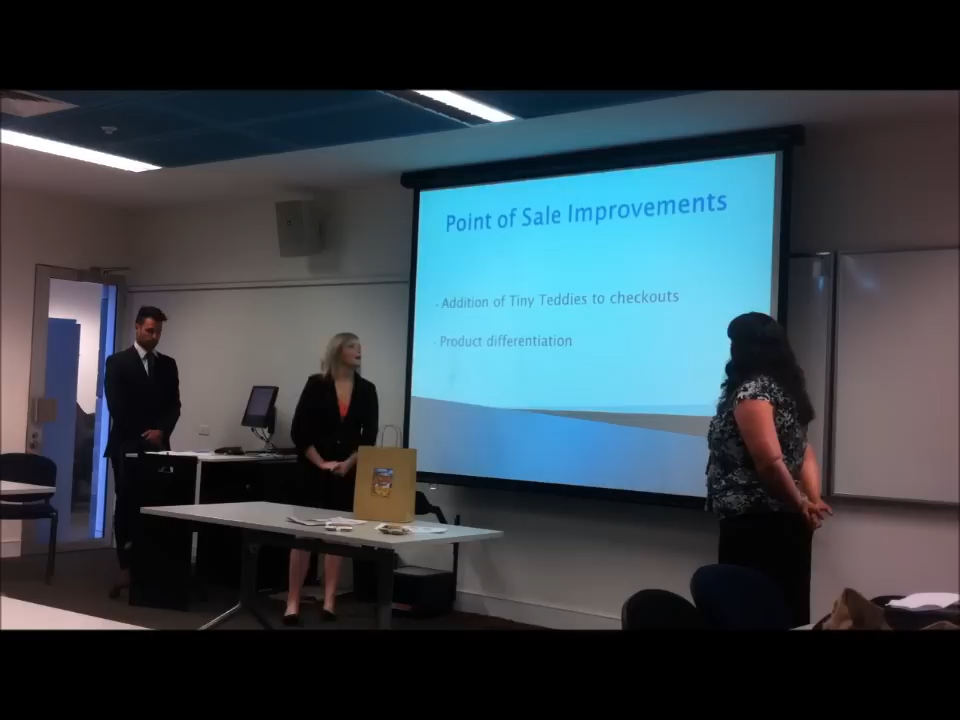 Point of Sale Improvements
- Addition of Tiny Teddies to checkouts
- Product differentiation